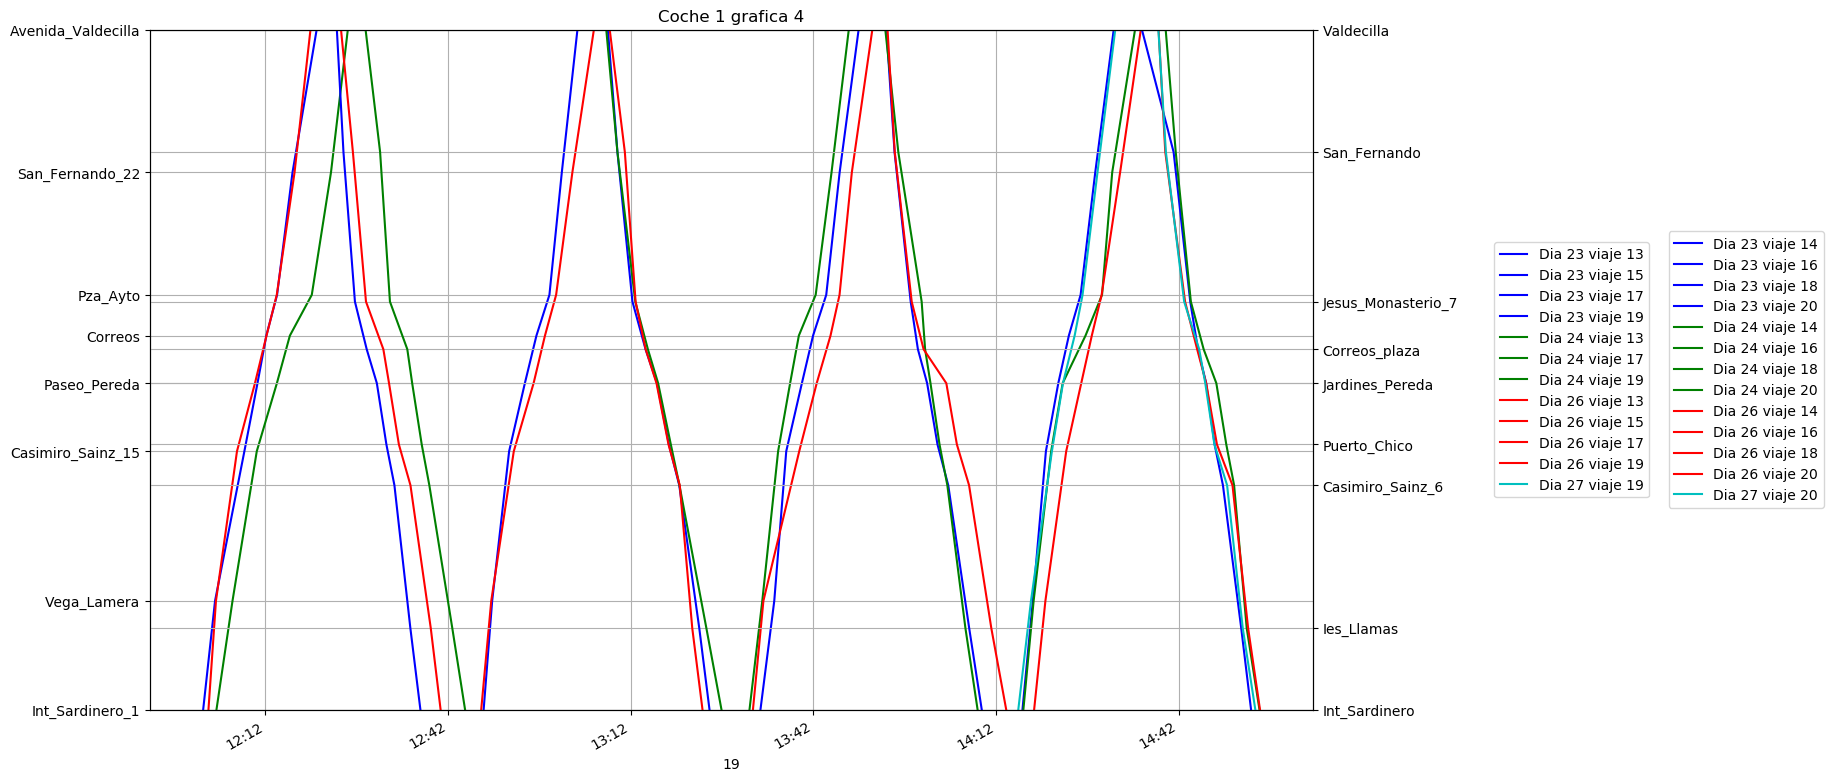 Coche 1 grafica 4
Avenida_Valdecilla
San_Fernando_22
Pza_Ayto
Correos
Paseo_Pereda
Casimiro_Sainz_15
Vega_Lamera
Int_Sardinero_1
Valdecilla
San_Fernando
Jesus_Monasterio_7
Correos_plaza
Jardines_Pereda
Puerto_Chico
Casimiro_Sainz_6
Ies_Llamas
Int_Sardinero
12:12
12:42
13:12
13:42
14:12
14:42
19
Dia 23 viaje 13
Dia 23 viaje 15
Dia 23 viaje 17
Dia 23 viaje 19
Dia 24 viaje 13
Dia 24 viaje 17
Dia 24 viaje 19
Dia 26 viaje 13
Dia 26 viaje 15
Dia 26 viaje 17
Dia 26 viaje 19
Dia 27 viaje 19
Dia 23 viaje 14
Dia 23 viaje 16
Dia 23 viaje 18
Dia 23 viaje 20
Dia 24 viaje 14
Dia 24 viaje 16
Dia 24 viaje 18
Dia 24 viaje 20
Dia 26 viaje 14
Dia 26 viaje 16
Dia 26 viaje 18
Dia 26 viaje 20
Dia 27 viaje 20